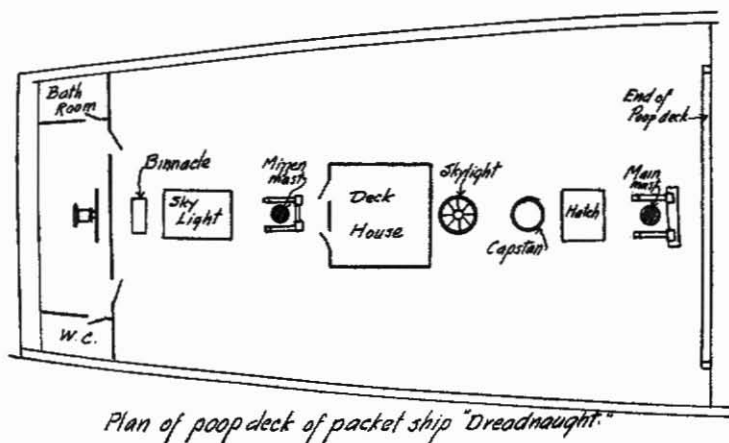 Bath
Room
End of
Poop deck
Binnacle
Mizzen
mast
Skylight
Main
mast
Sky
Light
Deck
House
Hatch
Capstan
W.C.
Plan of poop deck of packet ship "Dreadnaught."